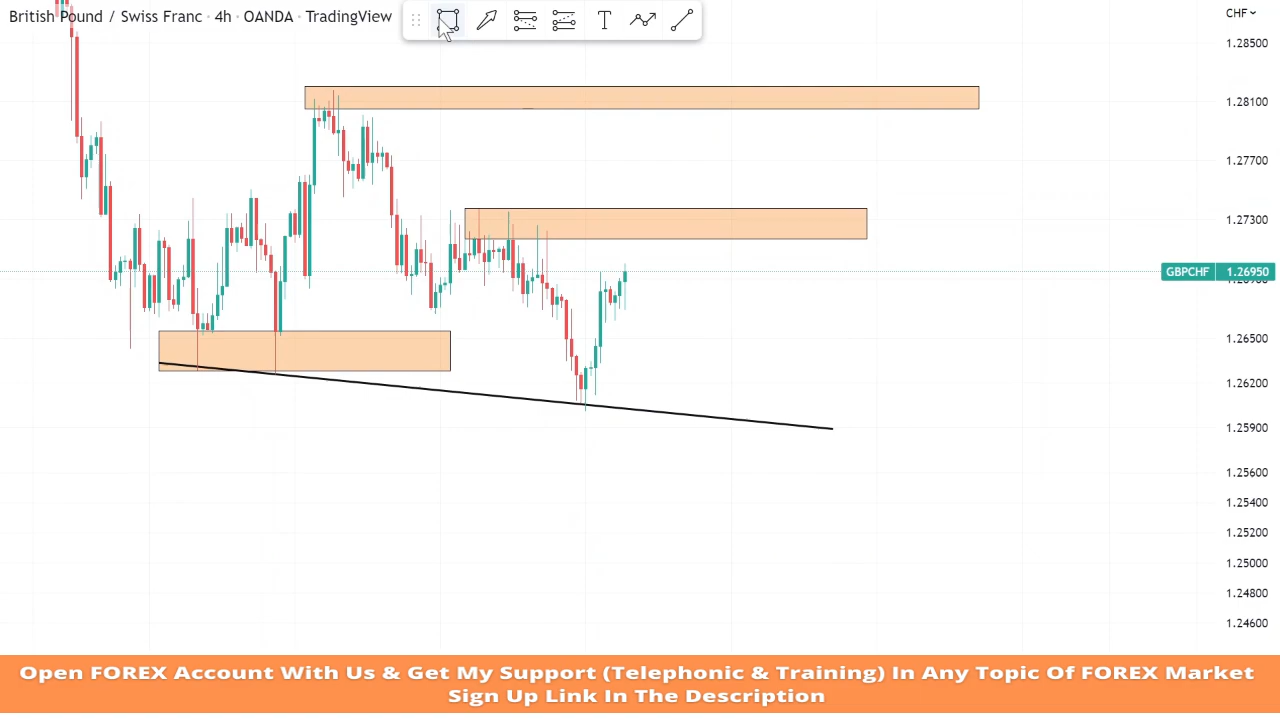 British Pound / Swiss Franc · 4h · OANDA · TradingView
T
CHF
1.28500
1.28100
1.27700
1.27300
GBPCHF 1.26950
1.26500
1.26200
1.25900
1.25600
1.25400
1.25200
1.25000
1.24800
1.24600
Open FOREX Account With Us & Get My Support (Telephonic & Training) In Any Topic Of FOREX Market
Sign Up Link In The Description